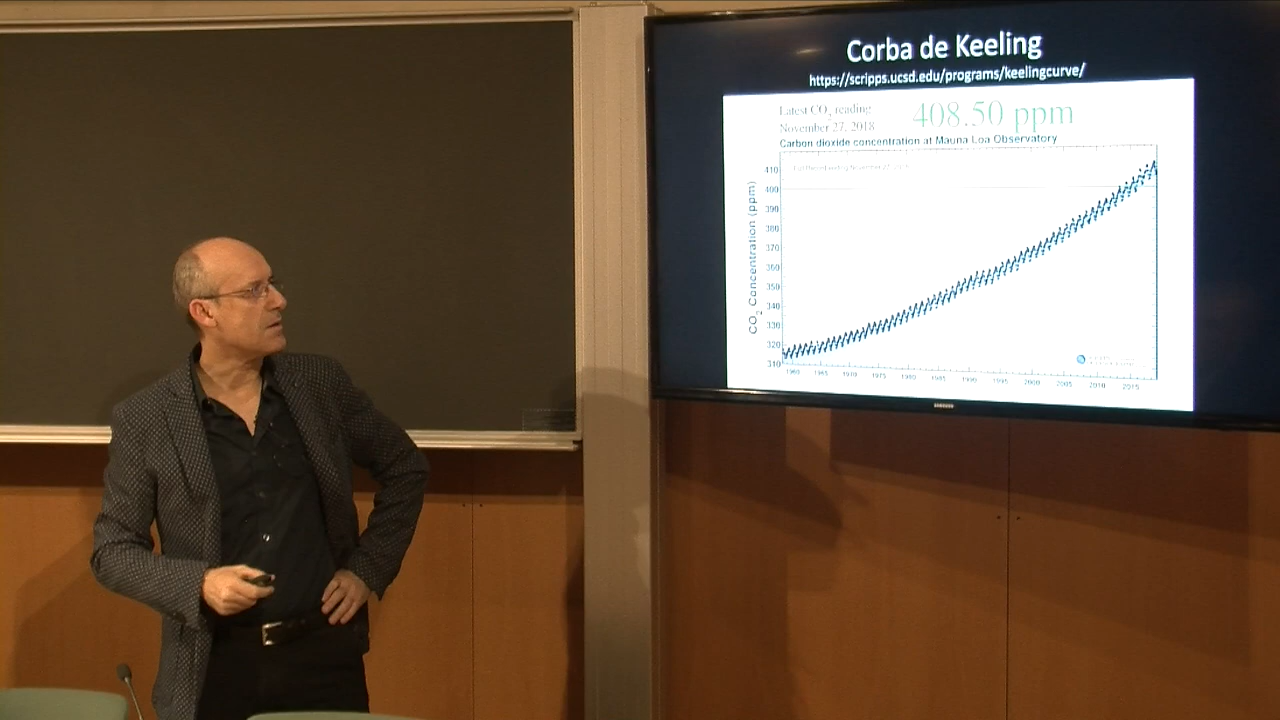 Corba de Keeling
https://scripps.ucsd.edu/programs/keelingcurve/
Latest CO2 reading
November 27, 2018
408.50 ppm
Carbon dioxide concentration at Mauna Loa Observatory
CO2 Concentration (ppm)
410
400
390
380
370
360
350
340
330
320
310
1960 1965 1970 1975 1980 1985 1990 1995 2000 2005 2010 2015
SAMSUNG